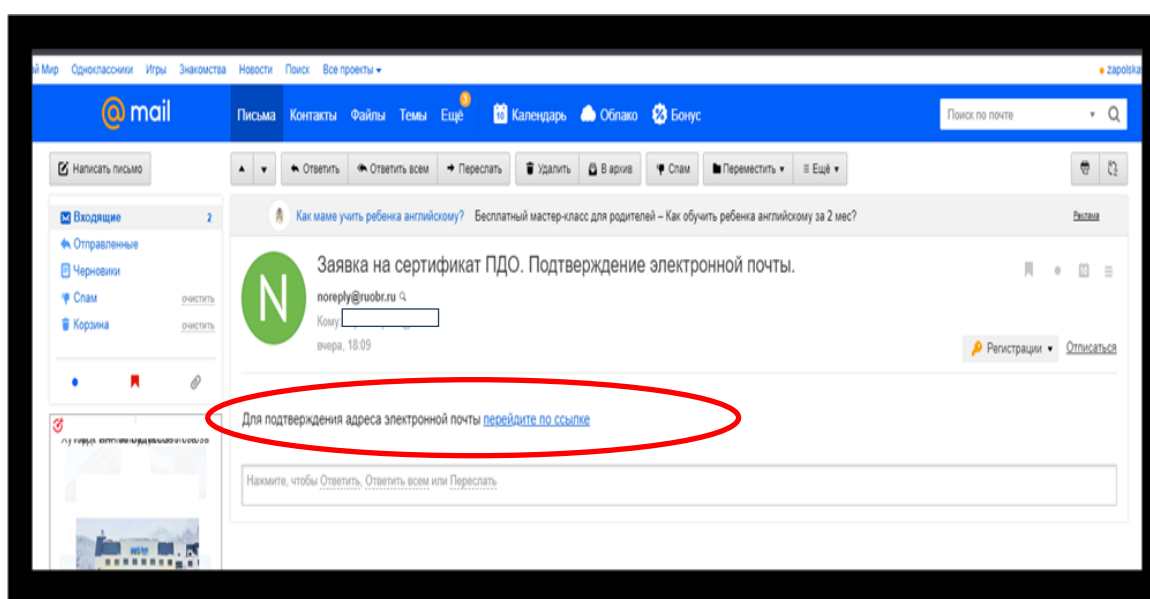 ой Мир Одноклассники Игры Знакомства Новости Поиск Все проекты
zapolska
@mail
Письма Контакты Файлы Темы Ещё 3 10 Календарь Облако Бонус
Поиск по почте
Написать письмо
Ответить Ответить всем Переслать Удалить В архив Спам Переместить Ещё
Входящие 2
Отправленные
Черновики
Спам очистить
Корзина очистить
Как маме учить ребенка английскому? Бесплатный мастер-класс для родителей – Как обучить ребенка английскому за 2 мес?
Реклама
N
Заявка на сертификат ПДО. Подтверждение электронной почты.
noreply@ruobr.ru
Кому:
вчера, 18:09
Регистрации Отписаться
Для подтверждения адреса электронной почты перейдите по ссылке
Нажмите, чтобы Ответить, Ответить всем или Переслать